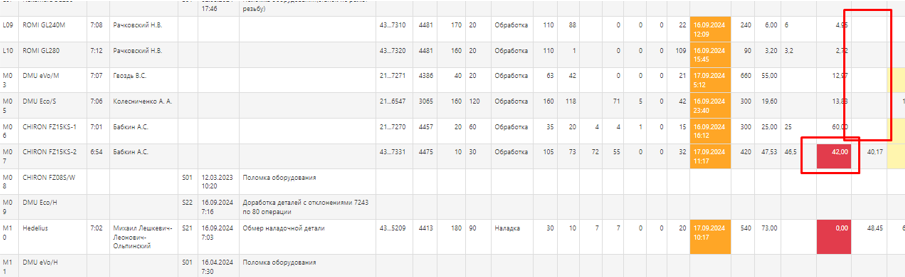 17:46 резьбу)
L09 ROMI GL240M 7:08 Рачковский Н.В. 43...7310 4481 170 20 Обработка 110 88 0 0 0 22 16.09.2024 12:09 240 6.00 6 4,95
L10 ROMI GL280 7:12 Рачковский Н.В. 43...7320 4481 160 20 Обработка 110 1 0 0 0 109 16.09.2024 15:45 90 3.20 3.2 2,72
M03 DMU eVo/M 7:07 Гвоздь В.С. 21...7271 4386 40 20 Обработка 63 42 0 0 0 21 17.09.2024 5:12 660 55,00 12,97
M05 DMU Eco/S 7:06 Колесниченко А. А. 21...6547 3065 160 120 Обработка 160 118 71 5 0 42 16.09.2024 23:40 300 19.60 13,83
M06 CHIRON FZ15KS-1 7:01 Бабкин А.С. 21...7270 4457 20 60 Обработка 35 20 4 4 1 0 15 16.09.2024 16:12 300 25.00 25 60,00
M07 CHIRON FZ15KS-2 6:54 Бабкин А.С. 43...7331 4475 10 30 Обработка 105 73 72 55 0 0 32 17.09.2024 11:17 420 47,53 46,5 42,00 40,17
M08 CHIRON FZ08S/W S01 12.03.2023 10:20 Поломка оборудования
M09 DMU Eco/H S22 16.09.2024 7:16 Доработка деталей с отклонениями 7243 по 80 операции
M10 Hedelius 7:02 Михаил Лешкевич-Леонович-Ольпинский S21 16.09.2024 7:03 Обмер наладочной детали 43...5209 4413 180 90 Наладка 30 10 7 7 0 0 20 17.09.2024 10:17 540 73.00 0,00 48.45
M11 DMU eVo/H S01 16.04.2024 7:30 Поломка оборудования